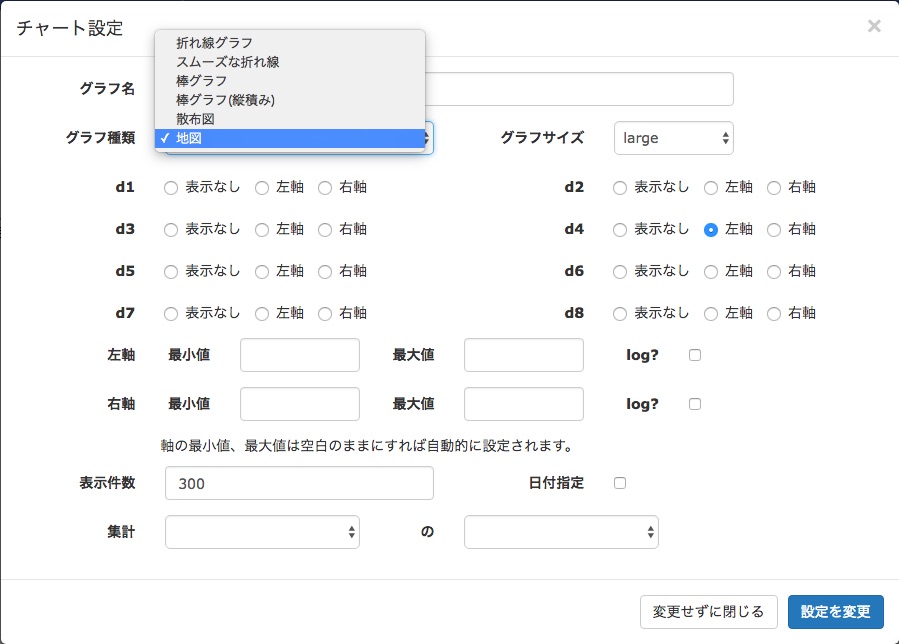 チャート設定 ×
折れ線グラフ
スムーズな折れ線
棒グラフ
棒グラフ(縦積み)
散布図
✓ 地図
グラフ名
グラフ種類 グラフサイズ large
d1 表示なし 左軸 右軸 d2 表示なし 左軸 右軸
d3 表示なし 左軸 右軸 d4 表示なし 左軸 右軸
d5 表示なし 左軸 右軸 d6 表示なし 左軸 右軸
d7 表示なし 左軸 右軸 d8 表示なし 左軸 右軸
左軸 最小値 最大値 log?
右軸 最小値 最大値 log?
軸の最小値、最大値は空白のままにすれば自動的に設定されます。
表示件数 300 日付指定
集計 の
変更せずに閉じる 設定を変更